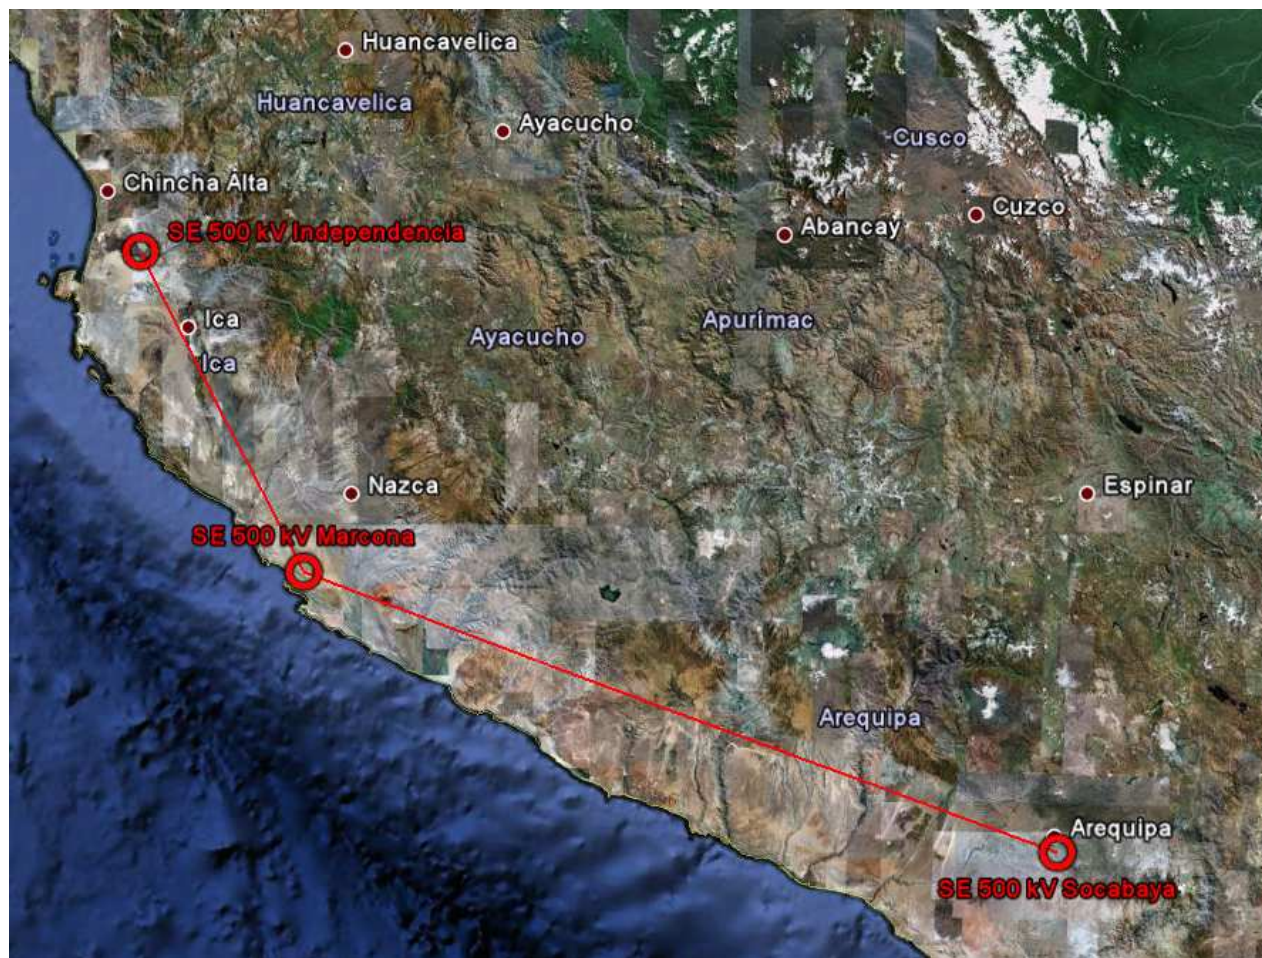 Huancavelica
Huancavelica
Ayacucho
Cusco
Chincha Alta
Cuzco
Abancay
SE 500 kV Independencia
Ica
Apurímac
Ayacucho
Ica
Nazca
Espinar
SE 500 kV Marcona
Arequipa
Arequipa
SE 500 kV Socabaya